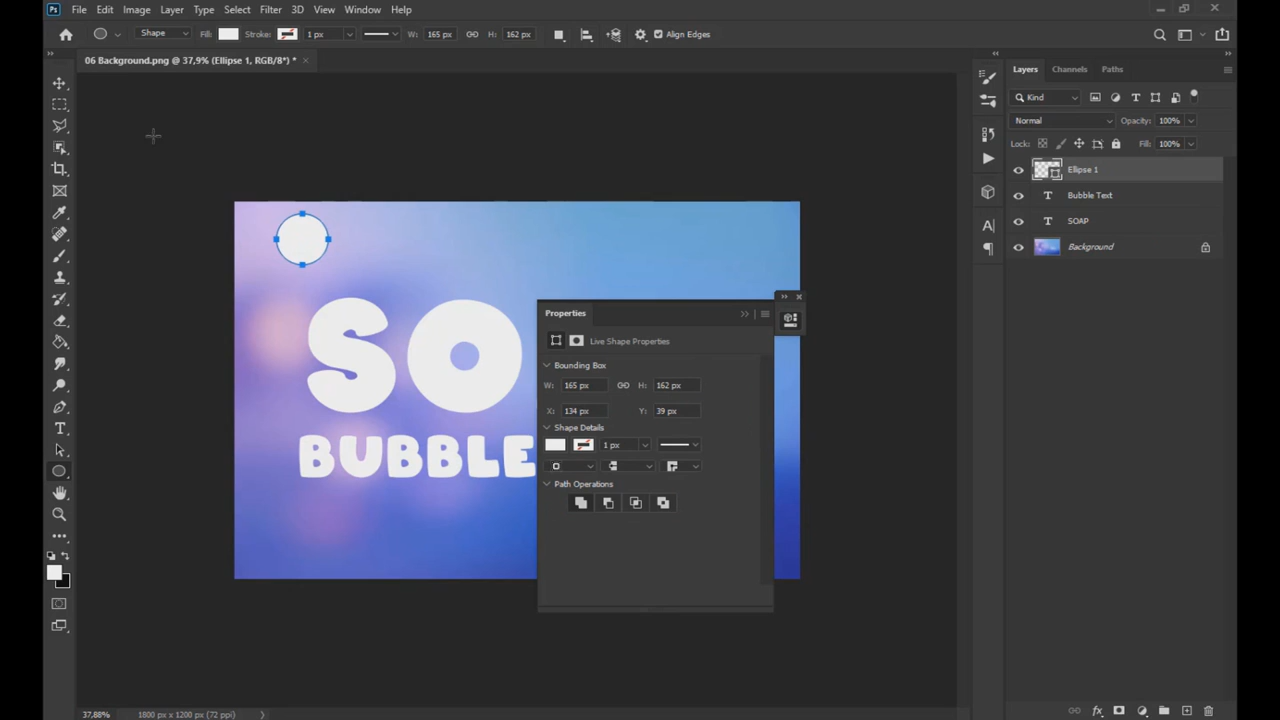 Ps File Edit Image Layer Type Select Filter 3D View Window Help
Shape Fill: Stroke: 1 px W: 165 px H: 162 px Align Edges
06 Background.png @ 37,9% (Ellipse 1, RGB/8*) * ×
Layers Channels Paths
Kind
Normal Opacity: 100%
Lock: Fill: 100%
Ellipse 1
Bubble Text
SOAP
Background
SO
BUBBLE
Properties
Live Shape Properties
Bounding Box
W: 165 px H: 162 px
X: 134 px Y: 39 px
Shape Details
1 px
Path Operations
37,88% 1800 px x 1200 px (72 ppi)